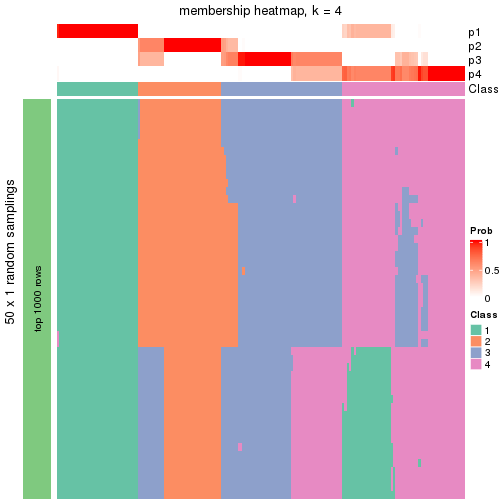 membership heatmap, k = 4
p1
p2
p3
p4
Class
50 x 1 random samplings
top 1000 rows
Prob
1
0.5
0
Class
1
2
3
4